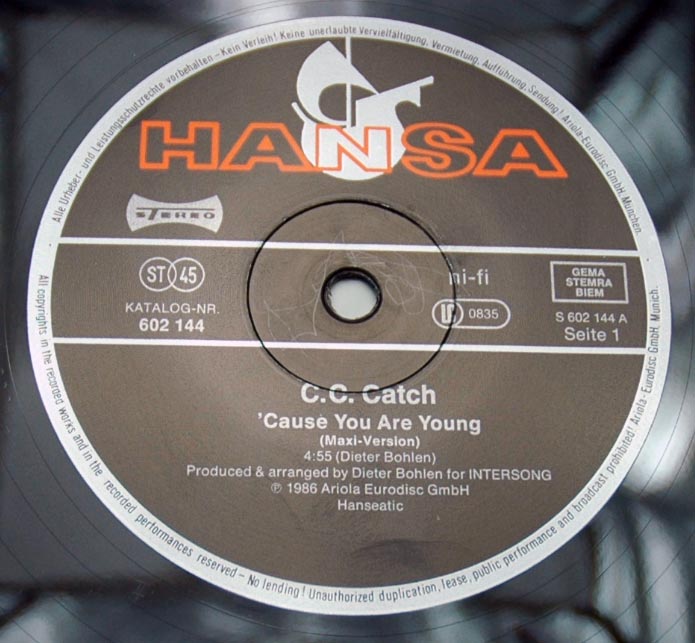 Alle Urheber- und Leistungsschutzrechte vorbehalten – Kein Verleih! Keine unerlaubte Vervielfältigung, Vermietung, Aufführung, Sendung! Ariola-Eurodisc GmbH, München.
HANSA
STEREO
ST 45
KATALOG-NR.
602 144
hi-fi
LC 0835
GEMA
STEMRA
BIEM
S 602 144 A
Seite 1
C.C. Catch
'Cause You Are Young
(Maxi-Version)
4:55 (Dieter Bohlen)
Produced & arranged by Dieter Bohlen for INTERSONG
℗ 1986 Ariola Eurodisc GmbH
Hanseatic
All copyrights in the recorded works and in the recorded performances reserved – No lending! Unauthorized duplication, lease, public performance and broadcast prohibited! Ariola-Eurodisc GmbH, Munich.